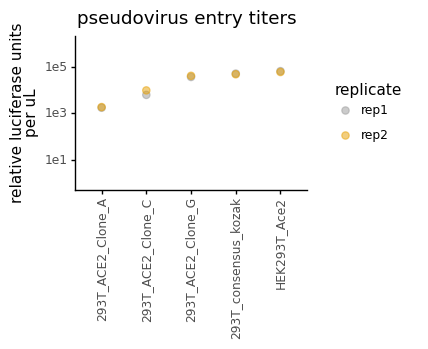 pseudovirus entry titers
relative luciferase units
per uL
1e5
1e3
1e1
293T_ACE2_Clone_A
293T_ACE2_Clone_C
293T_ACE2_Clone_G
293T_consensus_kozak
HEK293T_Ace2
replicate
rep1
rep2